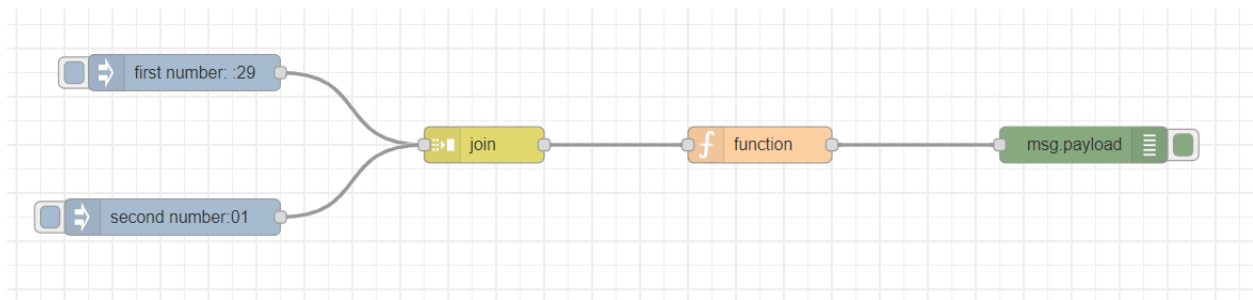 first number: :29
join
function
msg.payload
second number:01